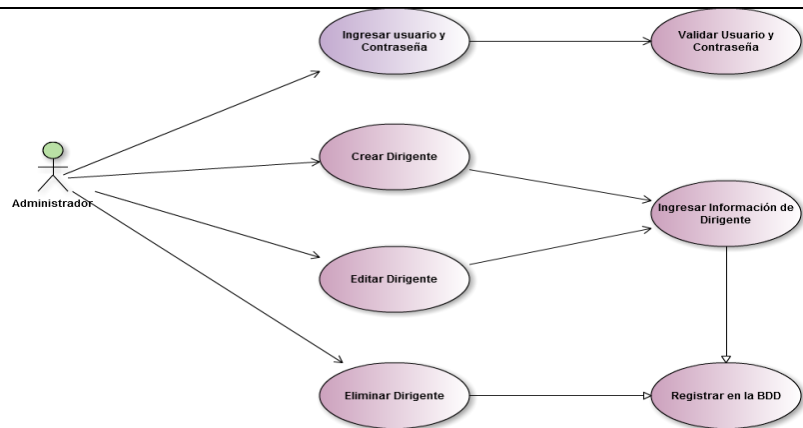 Ingresar usuario y
Contraseña
Validar Usuario y
Contraseña
Crear Dirigente
Administrador
Ingresar Información de
Dirigente
Editar Dirigente
Eliminar Dirigente
Registrar en la BDD